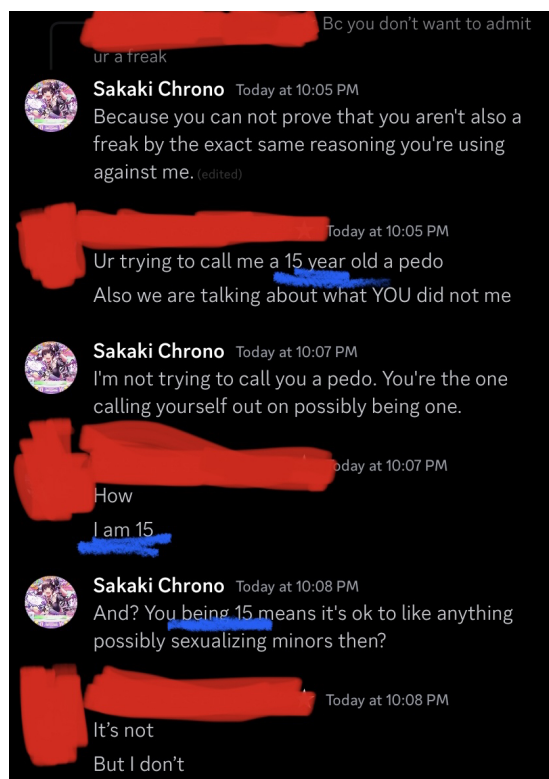 Bc you don't want to admit
ur a freak
Sakaki Chrono Today at 10:05 PM
Because you can not prove that you aren't also a
freak by the exact same reasoning you're using
against me. (edited)
Today at 10:05 PM
Ur trying to call me a 15 year old a pedo
Also we are talking about what YOU did not me
Sakaki Chrono Today at 10:07 PM
I'm not trying to call you a pedo. You're the one
calling yourself out on possibly being one.
oday at 10:07 PM
How
I am 15
Sakaki Chrono Today at 10:08 PM
And? You being 15 means it's ok to like anything
possibly sexualizing minors then?
Today at 10:08 PM
It's not
But I don't